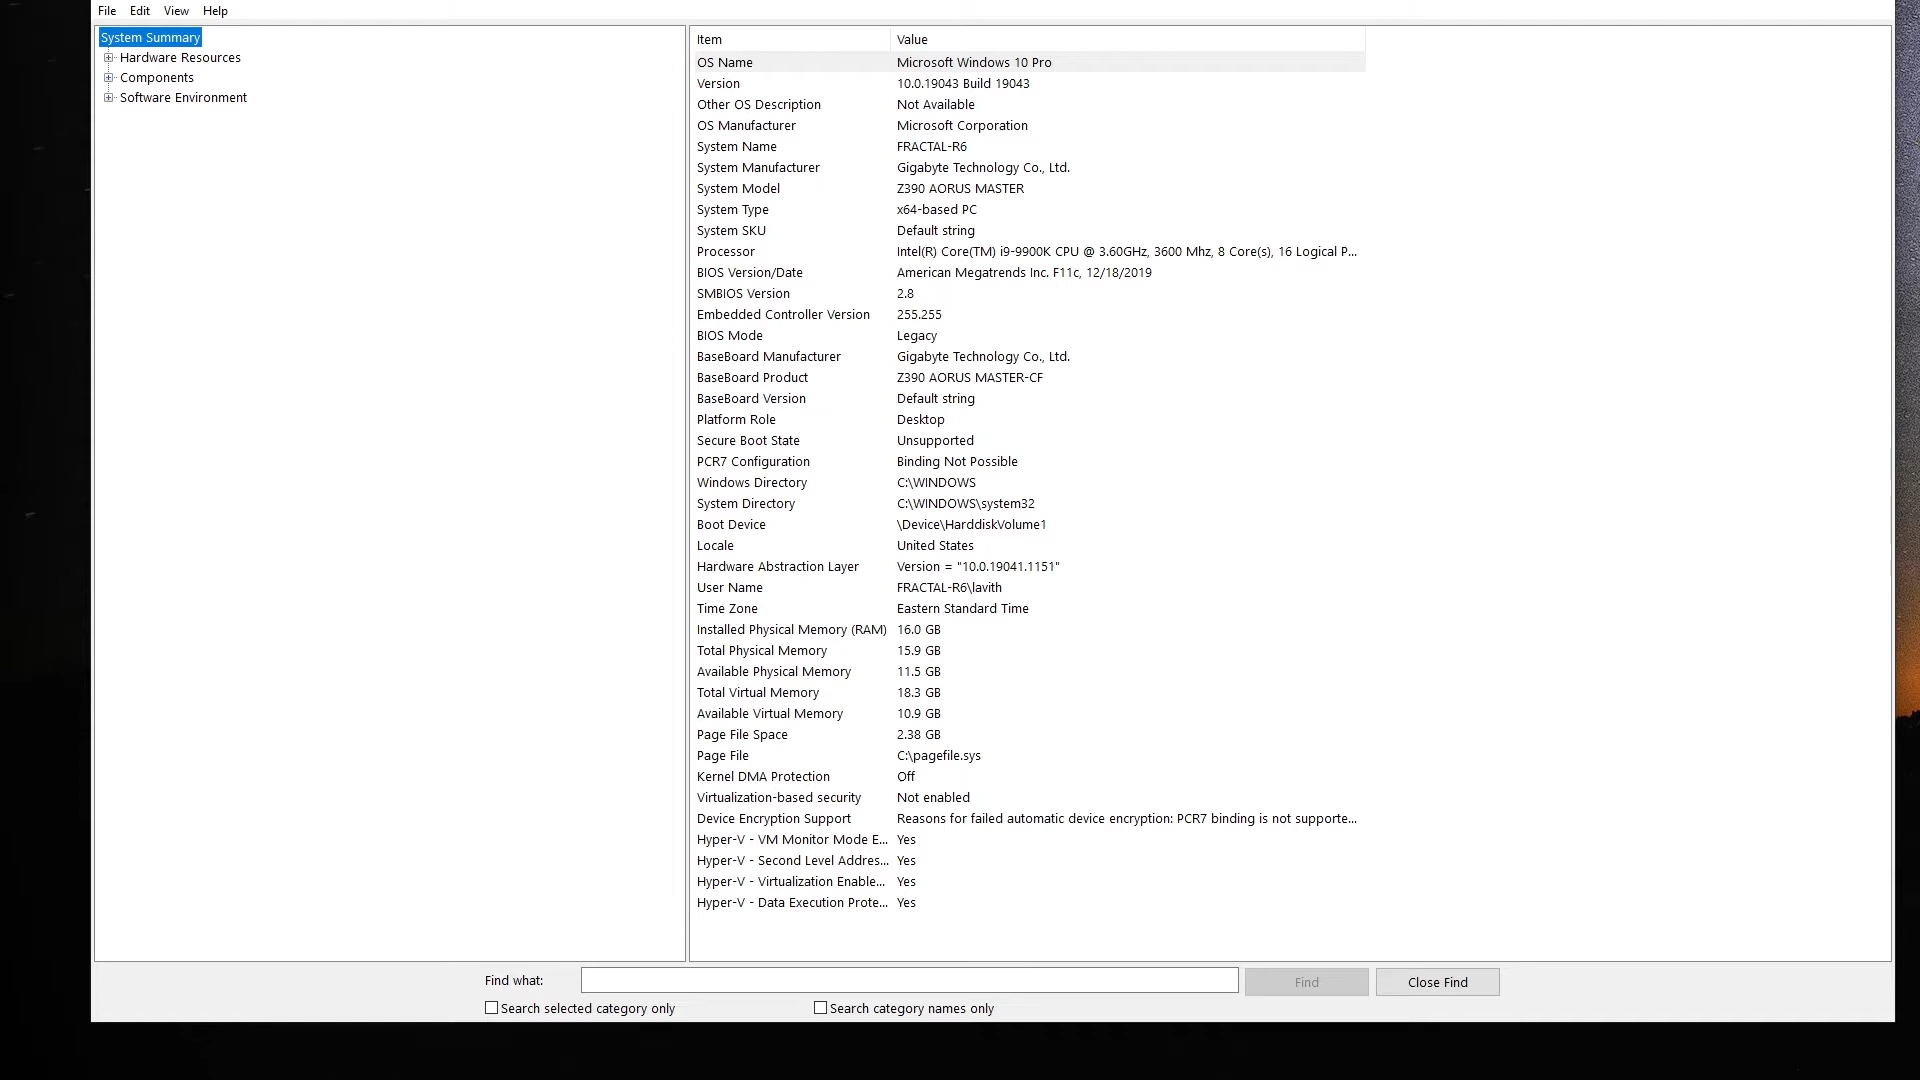 File Edit View Help
System Summary
Hardware Resources
Components
Software Environment
Item Value
OS Name Microsoft Windows 10 Pro
Version 10.0.19043 Build 19043
Other OS Description Not Available
OS Manufacturer Microsoft Corporation
System Name FRACTAL-R6
System Manufacturer Gigabyte Technology Co., Ltd.
System Model Z390 AORUS MASTER
System Type x64-based PC
System SKU Default string
Processor Intel(R) Core(TM) i9-9900K CPU @ 3.60GHz, 3600 Mhz, 8 Core(s), 16 Logical P...
BIOS Version/Date American Megatrends Inc. F11c, 12/18/2019
SMBIOS Version 2.8
Embedded Controller Version 255.255
BIOS Mode Legacy
BaseBoard Manufacturer Gigabyte Technology Co., Ltd.
BaseBoard Product Z390 AORUS MASTER-CF
BaseBoard Version Default string
Platform Role Desktop
Secure Boot State Unsupported
PCR7 Configuration Binding Not Possible
Windows Directory C:\WINDOWS
System Directory C:\WINDOWS\system32
Boot Device \Device\HarddiskVolume1
Locale United States
Hardware Abstraction Layer Version = "10.0.19041.1151"
User Name FRACTAL-R6\lavith
Time Zone Eastern Standard Time
Installed Physical Memory (RAM) 16.0 GB
Total Physical Memory 15.9 GB
Available Physical Memory 11.5 GB
Total Virtual Memory 18.3 GB
Available Virtual Memory 10.9 GB
Page File Space 2.38 GB
Page File C:\pagefile.sys
Kernel DMA Protection Off
Virtualization-based security Not enabled
Device Encryption Support Reasons for failed automatic device encryption: PCR7 binding is not supporte...
Hyper-V - VM Monitor Mode E... Yes
Hyper-V - Second Level Addres... Yes
Hyper-V - Virtualization Enable... Yes
Hyper-V - Data Execution Prote... Yes
Find what: Find Close Find
Search selected category only Search category names only